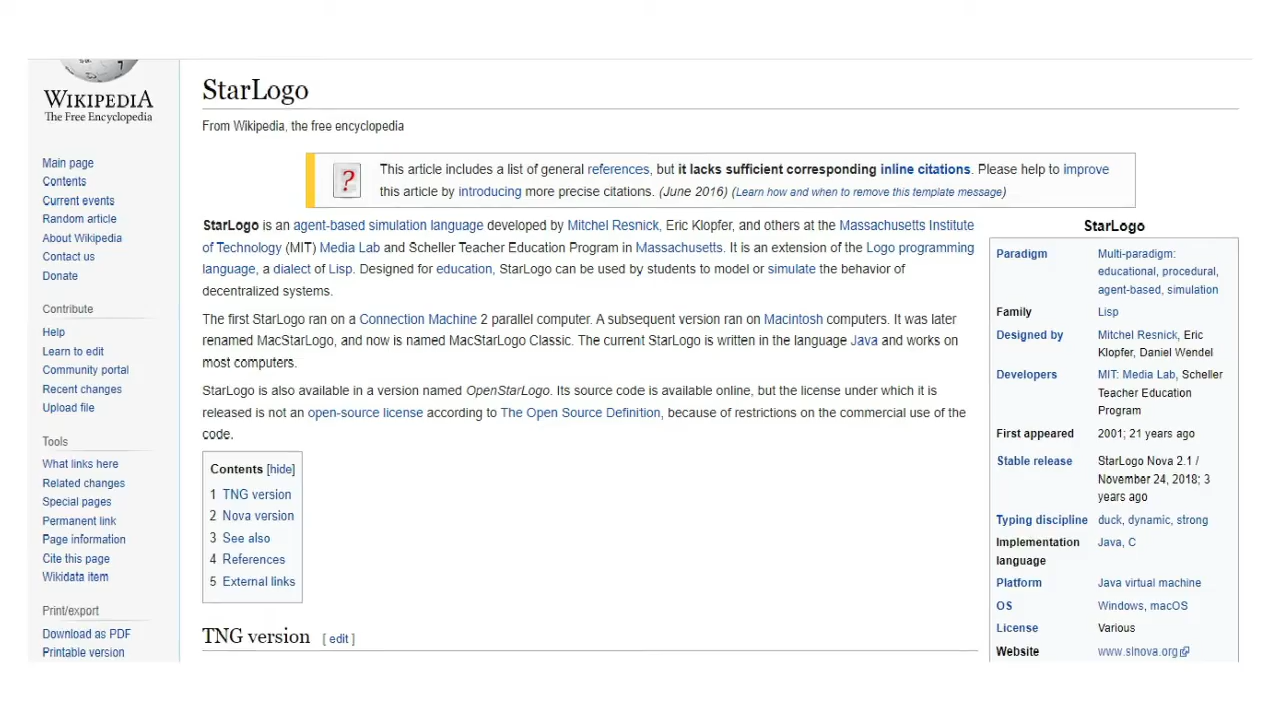 WIKIPEDIA
The Free Encyclopedia
Main page
Contents
Current events
Random article
About Wikipedia
Contact us
Donate
Contribute
Help
Learn to edit
Community portal
Recent changes
Upload file
Tools
What links here
Related changes
Special pages
Permanent link
Page information
Cite this page
Wikidata item
Print/export
Download as PDF
Printable version
StarLogo
From Wikipedia, the free encyclopedia
This article includes a list of general references, but it lacks sufficient corresponding inline citations. Please help to improve
this article by introducing more precise citations. (June 2016) (Learn how and when to remove this template message)
StarLogo is an agent-based simulation language developed by Mitchel Resnick, Eric Klopfer, and others at the Massachusetts Institute
of Technology (MIT) Media Lab and Scheller Teacher Education Program in Massachusetts. It is an extension of the Logo programming
language, a dialect of Lisp. Designed for education, StarLogo can be used by students to model or simulate the behavior of
decentralized systems.
The first StarLogo ran on a Connection Machine 2 parallel computer. A subsequent version ran on Macintosh computers. It was later
renamed MacStarLogo, and now is named MacStarLogo Classic. The current StarLogo is written in the language Java and works on
most computers.
StarLogo is also available in a version named OpenStarLogo. Its source code is available online, but the license under which it is
released is not an open-source license according to The Open Source Definition, because of restrictions on the commercial use of the
code.
Contents [hide]
1 TNG version
2 Nova version
3 See also
4 References
5 External links
TNG version [ edit ]
StarLogo
Paradigm Multi-paradigm:
educational, procedural,
agent-based, simulation
Family Lisp
Designed by Mitchel Resnick, Eric
Klopfer, Daniel Wendel
Developers MIT: Media Lab, Scheller
Teacher Education
Program
First appeared 2001; 21 years ago
Stable release StarLogo Nova 2.1 /
November 24, 2018; 3
years ago
Typing discipline duck, dynamic, strong
Implementation Java, C
language
Platform Java virtual machine
OS Windows, macOS
License Various
Website www.slnova.org